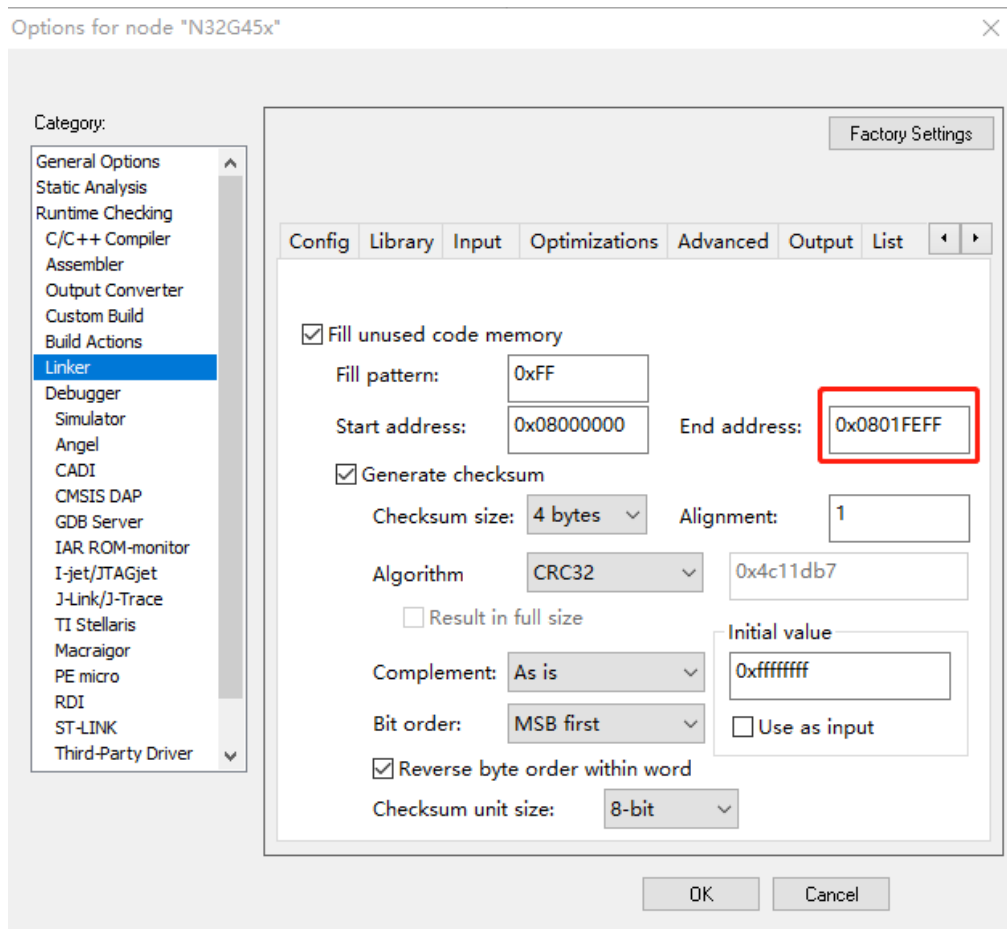 Options for node "N32G45x"
Category:
Factory Settings
General Options
Static Analysis
Runtime Checking
C/C++ Compiler
Assembler
Output Converter
Custom Build
Build Actions
Linker
Debugger
Simulator
Angel
CADI
CMSIS DAP
GDB Server
IAR ROM-monitor
I-jet/JTAGjet
J-Link/J-Trace
TI Stellaris
Macraigor
PE micro
RDI
ST-LINK
Third-Party Driver
Config Library Input Optimizations Advanced Output List
Fill unused code memory
Fill pattern: 0xFF
Start address: 0x08000000 End address: 0x0801FEFF
Generate checksum
Checksum size: 4 bytes Alignment: 1
Algorithm CRC32 0x4c11db7
Result in full size
Initial value
Complement: As is 0xffffffff
Bit order: MSB first Use as input
Reverse byte order within word
Checksum unit size: 8-bit
OK Cancel